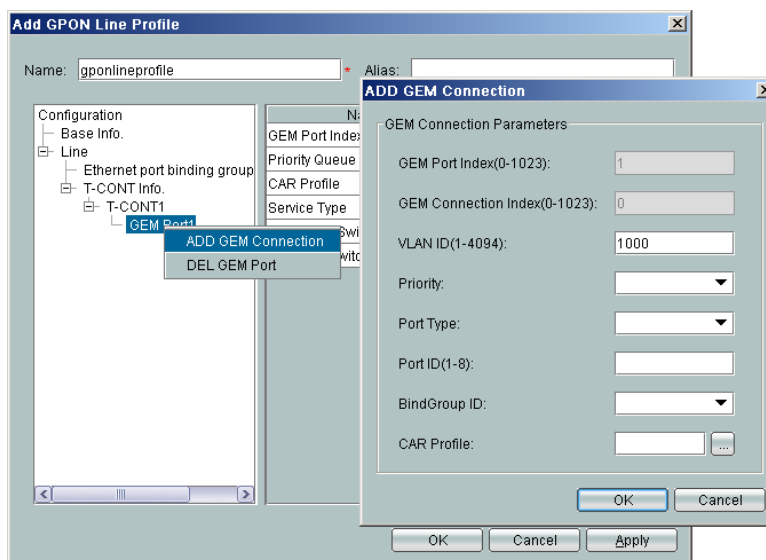 Add GPON Line Profile
Name: gponlineprofile * Alias:
Configuration
Base Info.
Line
Ethernet port binding group
T-CONT Info.
T-CONT1
GEM Port1
ADD GEM Connection
DEL GEM Port
GEM Port Index
Priority Queue
CAR Profile
Service Type
OK Cancel Apply
ADD GEM Connection
GEM Connection Parameters
GEM Port Index(0-1023): 1
GEM Connection Index(0-1023): 0
VLAN ID(1-4094): 1000
Priority:
Port Type:
Port ID(1-8):
BindGroup ID:
CAR Profile: ...
OK Cancel